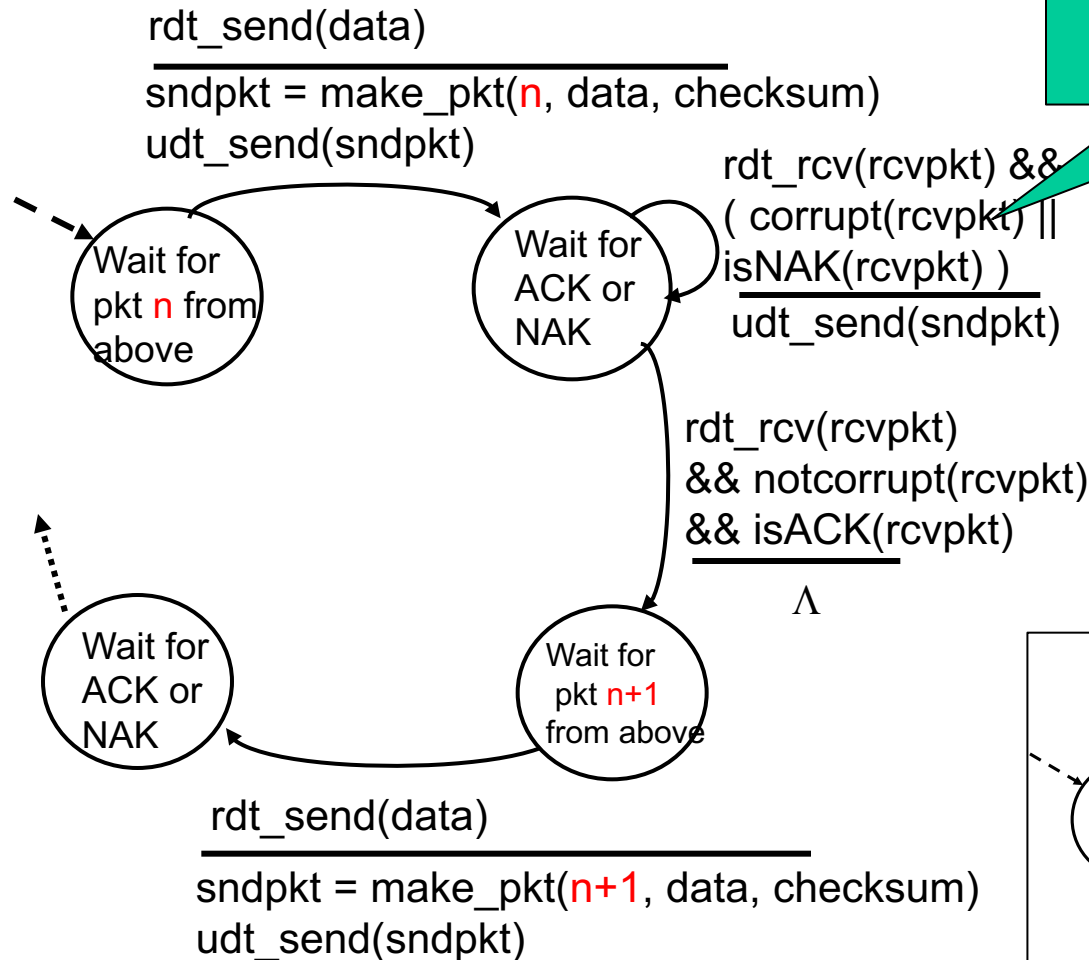 rdt_send(data)
sndpkt = make_pkt(n, data, checksum)
udt_send(sndpkt)
Wait for
pkt n from
above
Wait for
ACK or
NAK
rdt_rcv(rcvpkt) &&
( corrupt(rcvpkt) ||
isNAK(rcvpkt) )
udt_send(sndpkt)
rdt_rcv(rcvpkt)
&& notcorrupt(rcvpkt)
&& isACK(rcvpkt)
Λ
Wait for
ACK or
NAK
Wait for
pkt n+1
from above
rdt_send(data)
sndpkt = make_pkt(n+1, data, checksum)
udt_send(sndpkt)